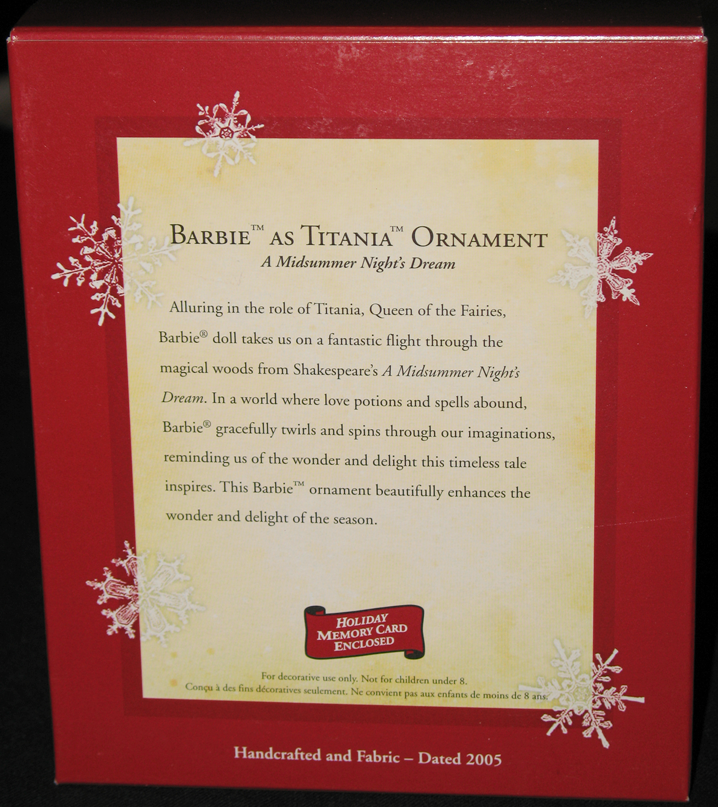 BARBIE™ AS TITANIA™ ORNAMENT
A Midsummer Night's Dream
Alluring in the role of Titania, Queen of the Fairies,
Barbie® doll takes us on a fantastic flight through the
magical woods from Shakespeare's A Midsummer Night's
Dream. In a world where love potions and spells abound,
Barbie® gracefully twirls and spins through our imaginations,
reminding us of the wonder and delight this timeless tale
inspires. This Barbie™ ornament beautifully enhances the
wonder and delight of the season.
HOLIDAY
MEMORY CARD
ENCLOSED
For decorative use only. Not for children under 8.
Conçu à des fins décoratives seulement. Ne convient pas aux enfants de moins de 8 ans.
Handcrafted and Fabric – Dated 2005